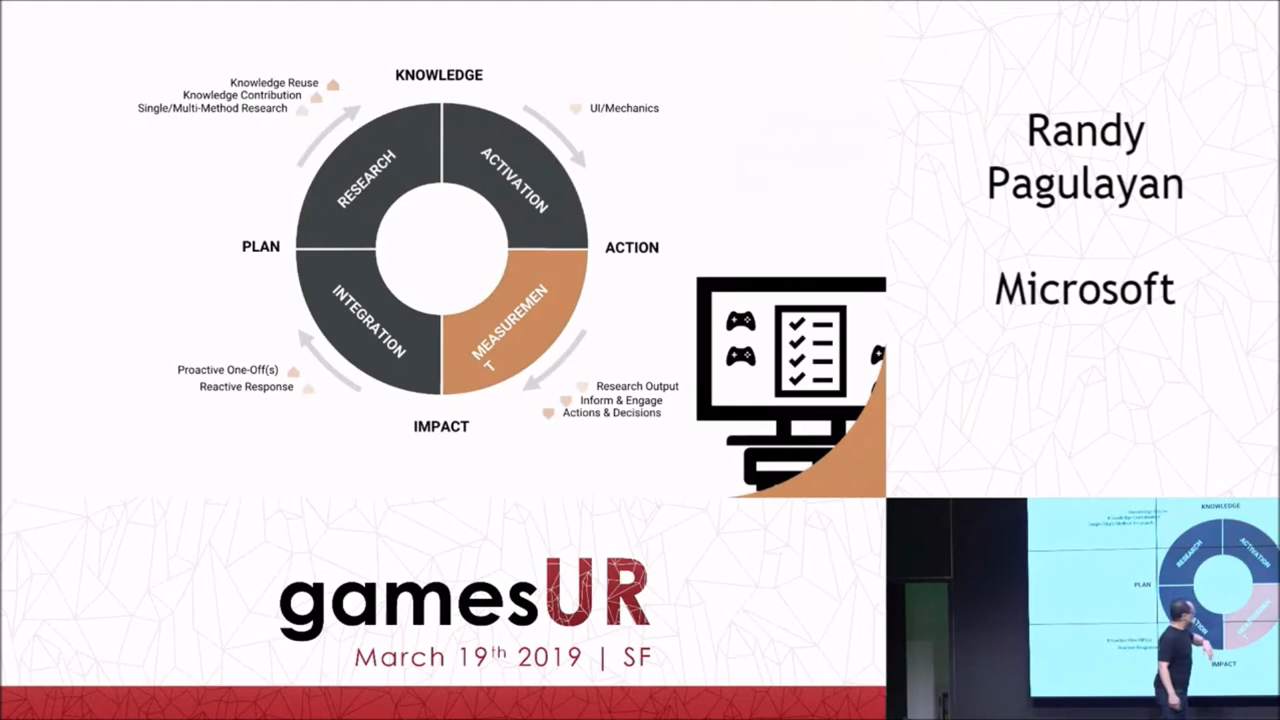 KNOWLEDGE
Knowledge Reuse
Knowledge Contribution
Single/Multi-Method Research
UI/Mechanics
RESEARCH
ACTIVATION
PLAN
ACTION
INTEGRATION
MEASUREMEN
T
Proactive One-Off(s)
Reactive Response
Research Output
Inform & Engage
Actions & Decisions
IMPACT
Randy
Pagulayan
Microsoft
gamesUR
March 19th 2019 | SF
KNOWLEDGE
RESEARCH
ACTIVATION
PLAN
IMPACT